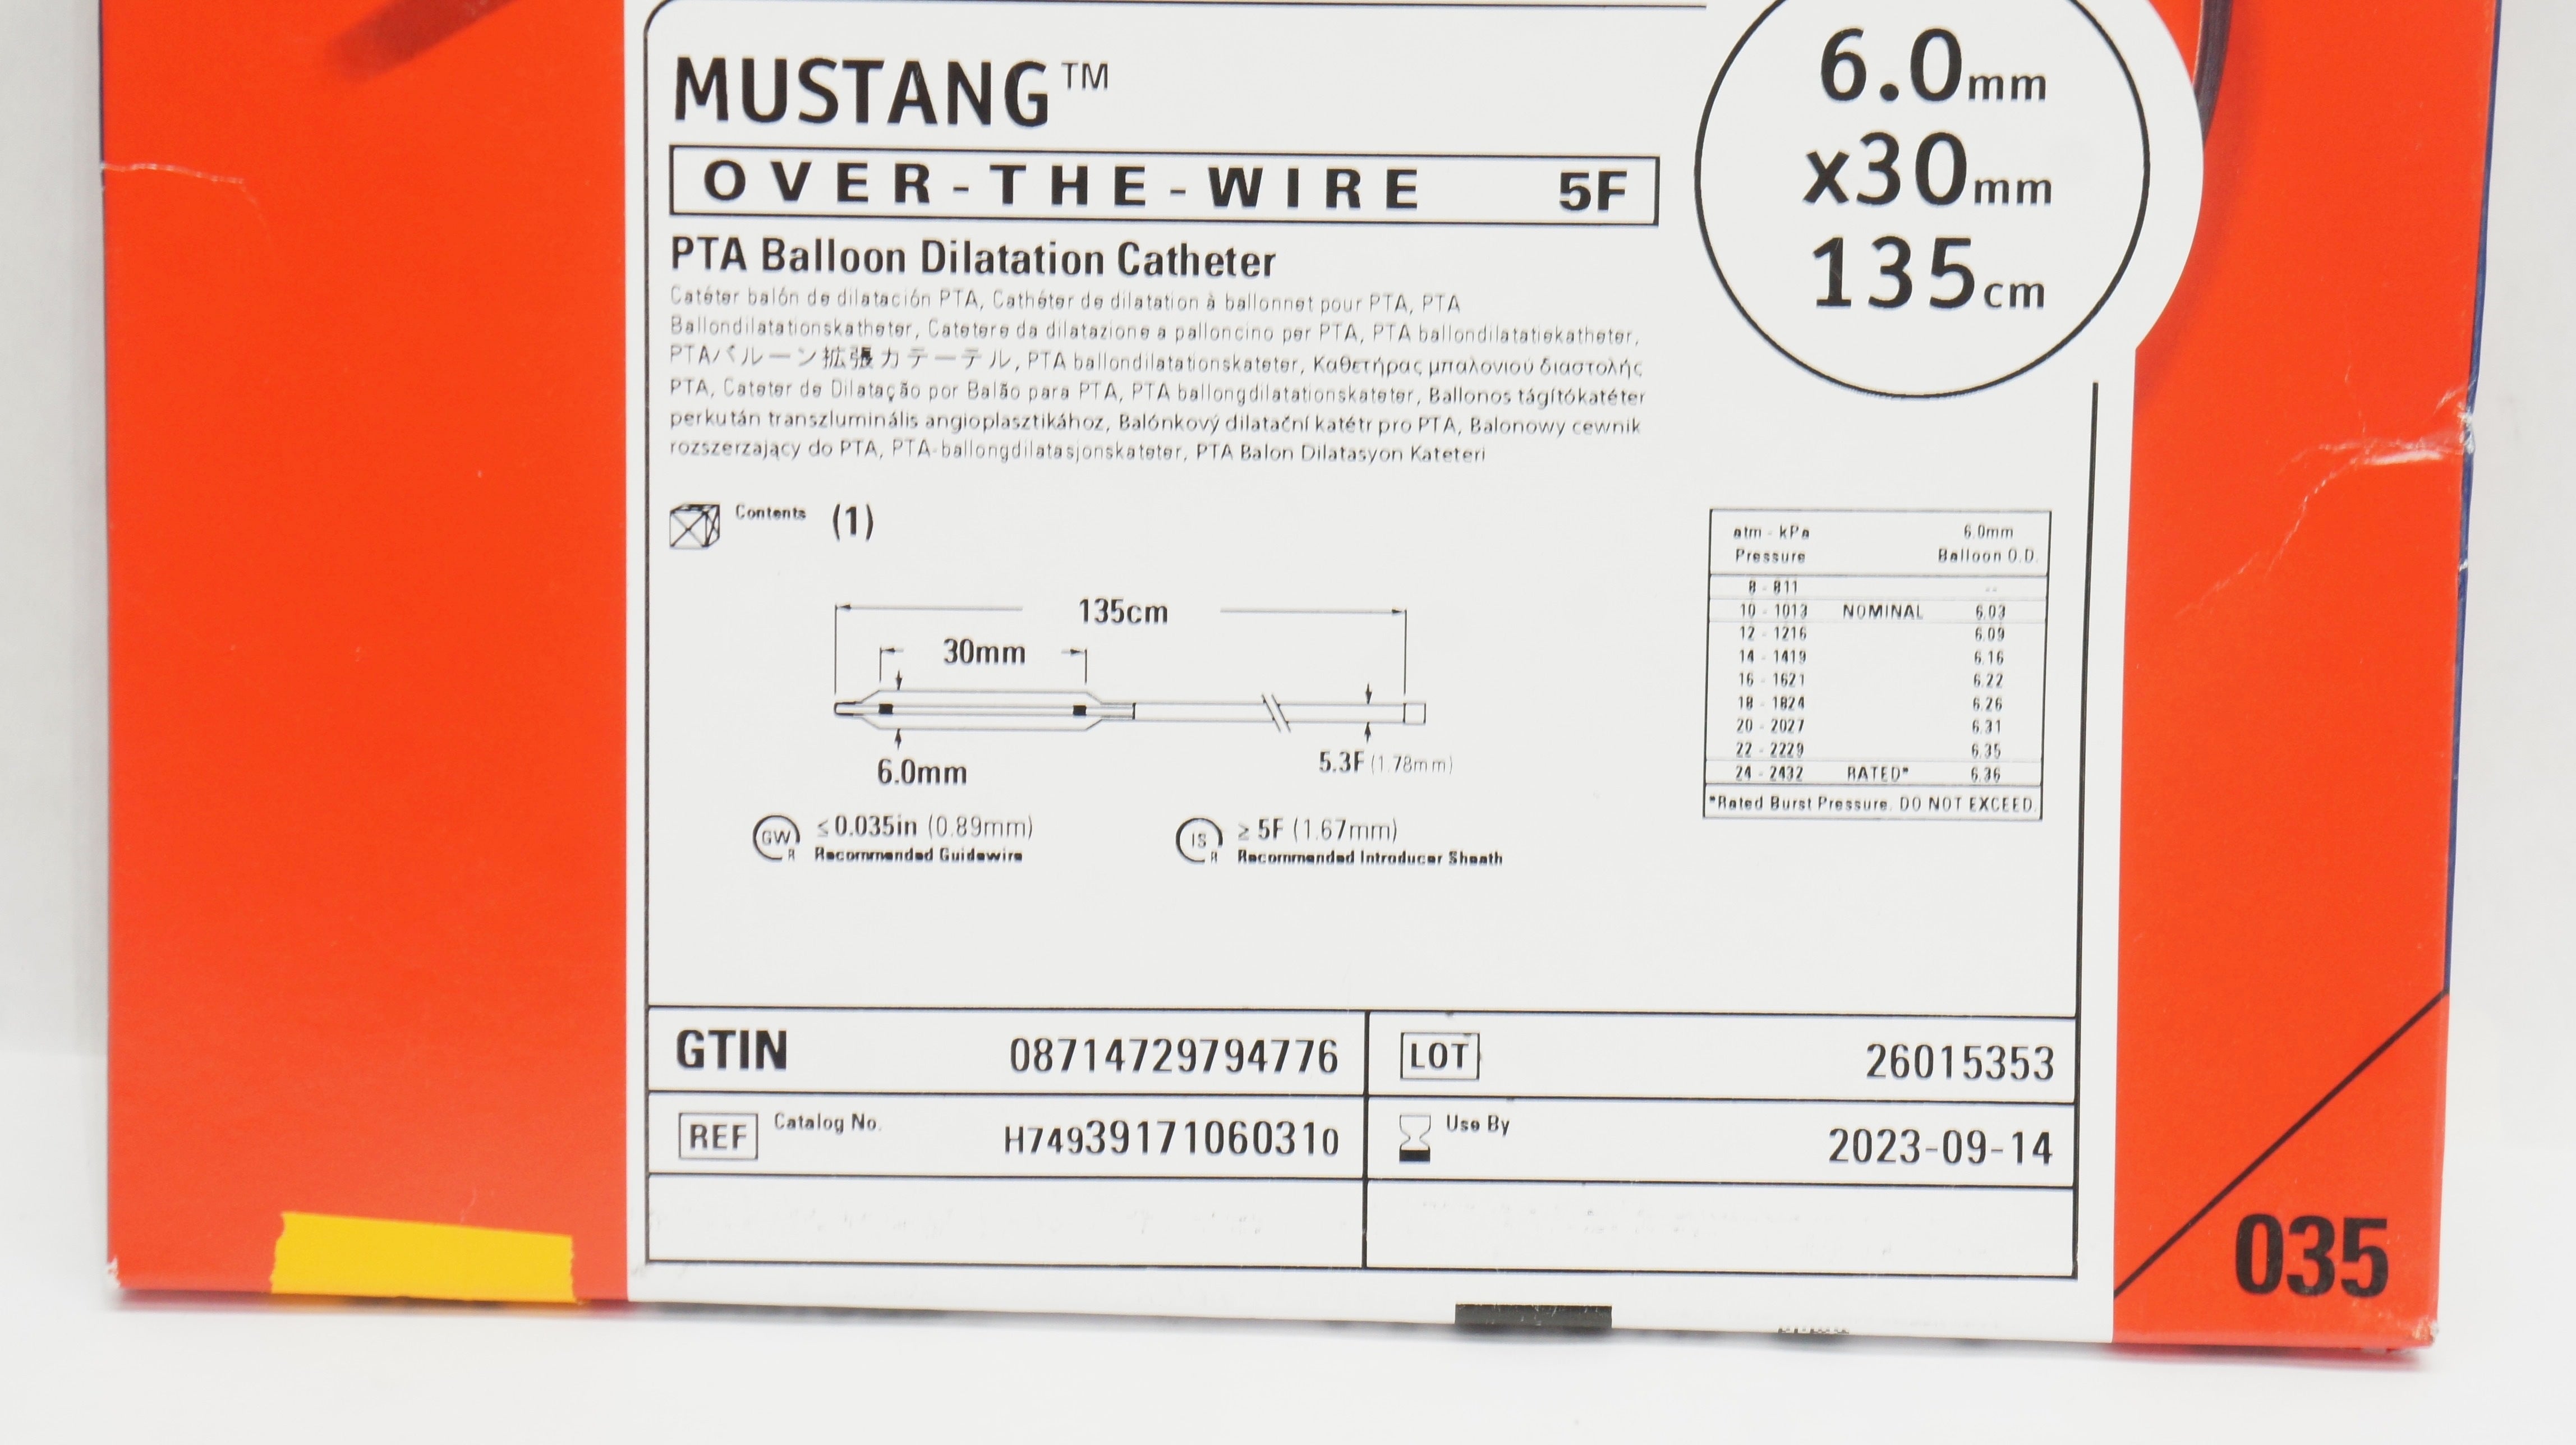 MUSTANG™
OVER-THE-WIRE 5F
6.0mm
x30mm
135cm
PTA Balloon Dilatation Catheter
Catéter balón de dilatación PTA, Cathéter de dilatation à ballonnet pour PTA, PTA
Ballondilatationskatheter, Catetere da dilatazione a palloncino per PTA, PTA ballondilatatiekatheter,
PTAバルーン拡張カテーテル, PTA ballondilatationskateter, Καθετήρας μπαλονιού διαστολής
PTA, Cateter de Dilatação por Balão para PTA, PTA ballongdilatationskateter, Ballonos tágítókatéter
perkután transzluminális angioplasztikához, Balónkový dilatační katétr pro PTA, Balonowy cewnik
rozszerzający do PTA, PTA-ballongdilatasjonskateter, PTA Balon Dilatasyon Kateteri
Contents (1)
135cm
30mm
6.0mm
5.3F (1.78mm)
GW R ≤ 0.035in (0.89mm)
Recommended Guidewire
IS R ≥ 5F (1.67mm)
Recommended Introducer Sheath
atm - kPa 6.0mm
Pressure Balloon O.D.
8 - 811 --
10 - 1013 NOMINAL 6.03
12 - 1216 6.09
14 - 1419 6.16
16 - 1621 6.22
18 - 1824 6.26
20 - 2027 6.31
22 - 2229 6.35
24 - 2432 RATED* 6.36
*Rated Burst Pressure. DO NOT EXCEED.
GTIN 08714729794776
LOT 26015353
REF Catalog No. H74939171060310
Use By 2023-09-14
035